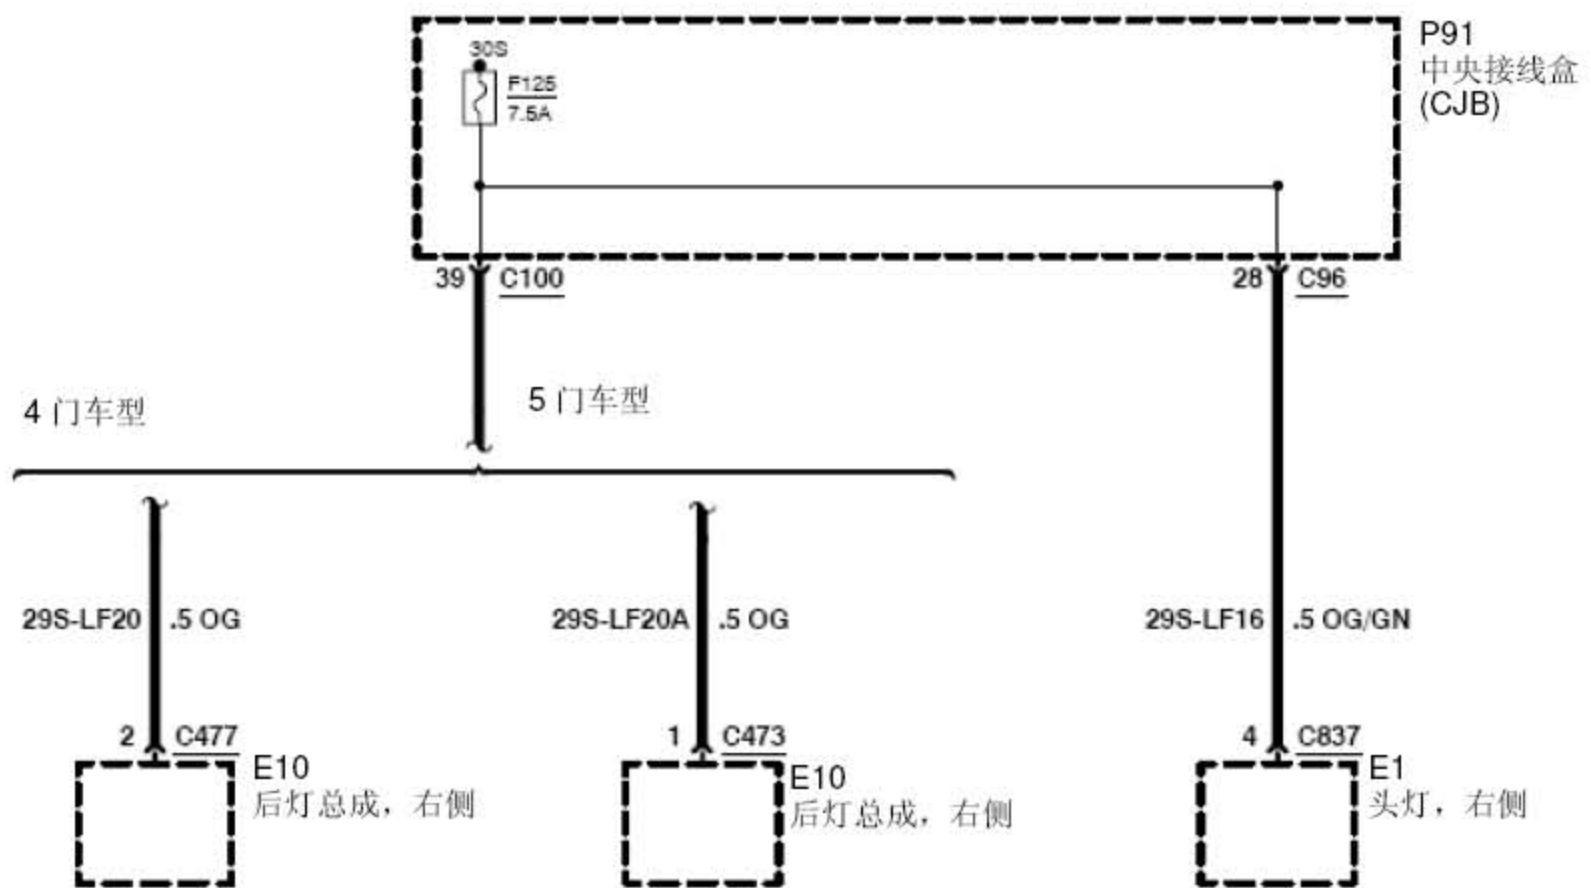 30S
F125
7.5A
P91
中央接线盒
(CJB)
39 C100
28 C96
4 门车型
5 门车型
29S-LF20 .5 OG
29S-LF20A .5 OG
29S-LF16 .5 OG/GN
2 C477
1 C473
4 C837
E10
后灯总成，右侧
E10
后灯总成，右侧
E1
头灯，右侧